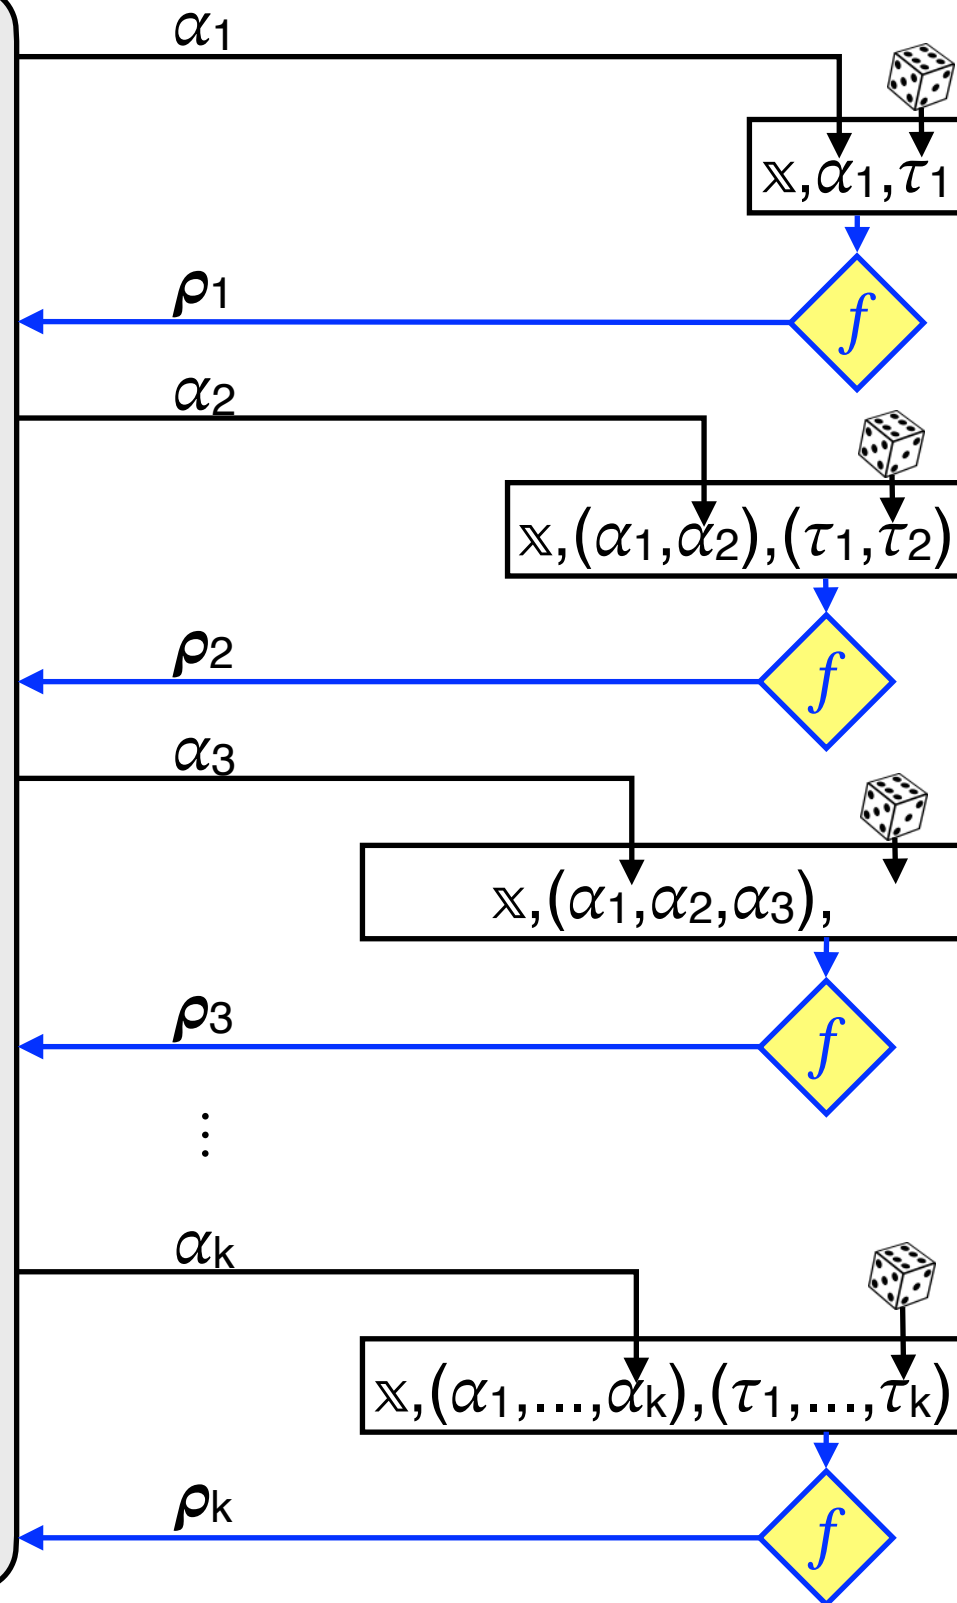 α1
𝕩,α1,τ1
ρ1
f
α2
𝕩,(α1,α2),(τ1,τ2)
ρ2
f
α3
𝕩,(α1,α2,α3),
ρ3
f
⋮
αk
𝕩,(α1,...,αk),(τ1,...,τk)
ρk
f